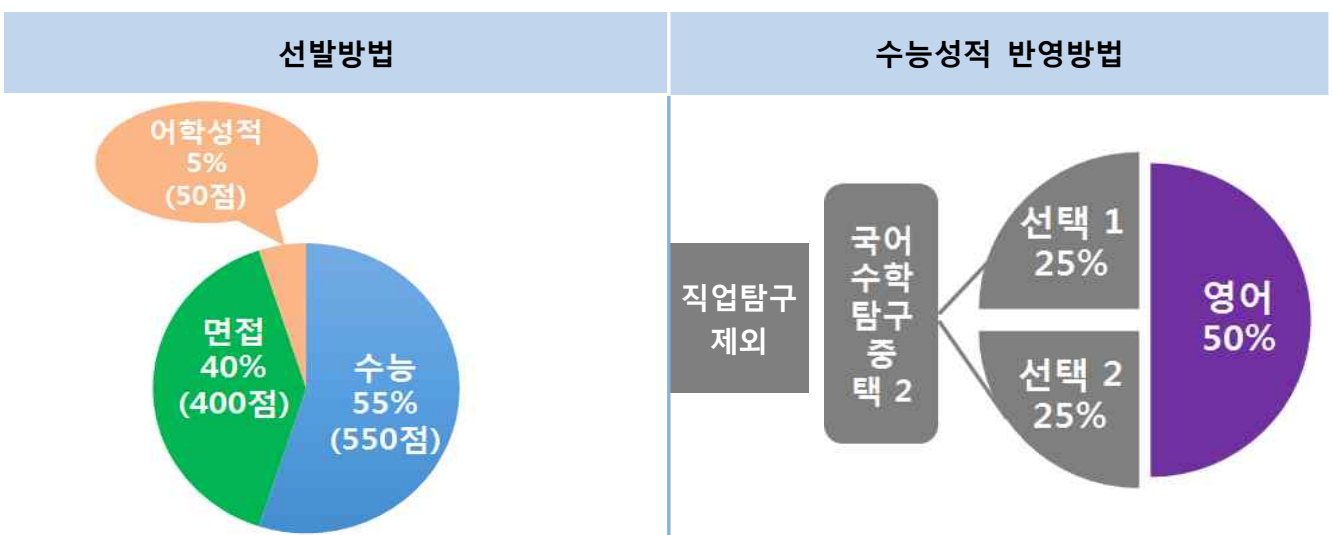 선발방법
어학성적
5%
(50점)
면접
40%
(400점)
수능
55%
(550점)
수능성적 반영방법
직업탐구
제외
국어
수학
탐구
중
택 2
선택 1
25%
선택 2
25%
영어
50%